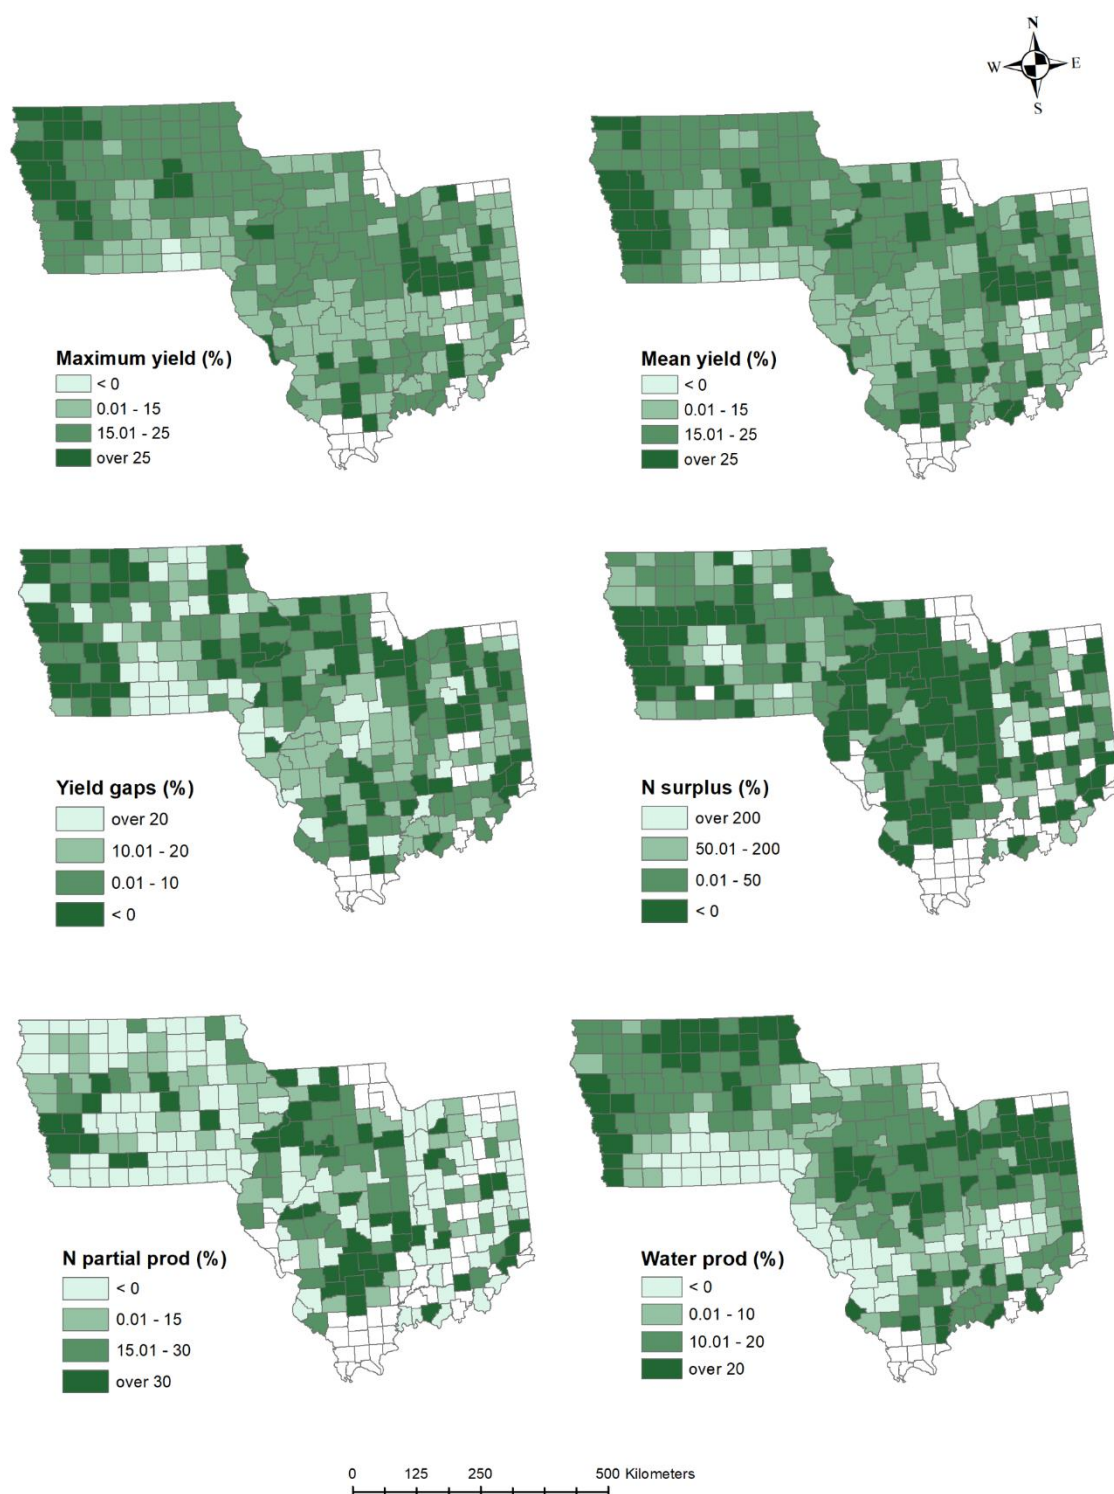 N
W E
S
Maximum yield (%)
< 0
0.01 - 15
15.01 - 25
over 25
Mean yield (%)
< 0
0.01 - 15
15.01 - 25
over 25
Yield gaps (%)
over 20
10.01 - 20
0.01 - 10
< 0
N surplus (%)
over 200
50.01 - 200
0.01 - 50
< 0
N partial prod (%)
< 0
0.01 - 15
15.01 - 30
over 30
Water prod (%)
< 0
0.01 - 10
10.01 - 20
over 20
0 125 250 500 Kilometers